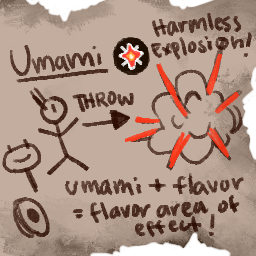 Umami
Harmless
Explosion!
THROW
umami + flavor
= flavor area of
effect!